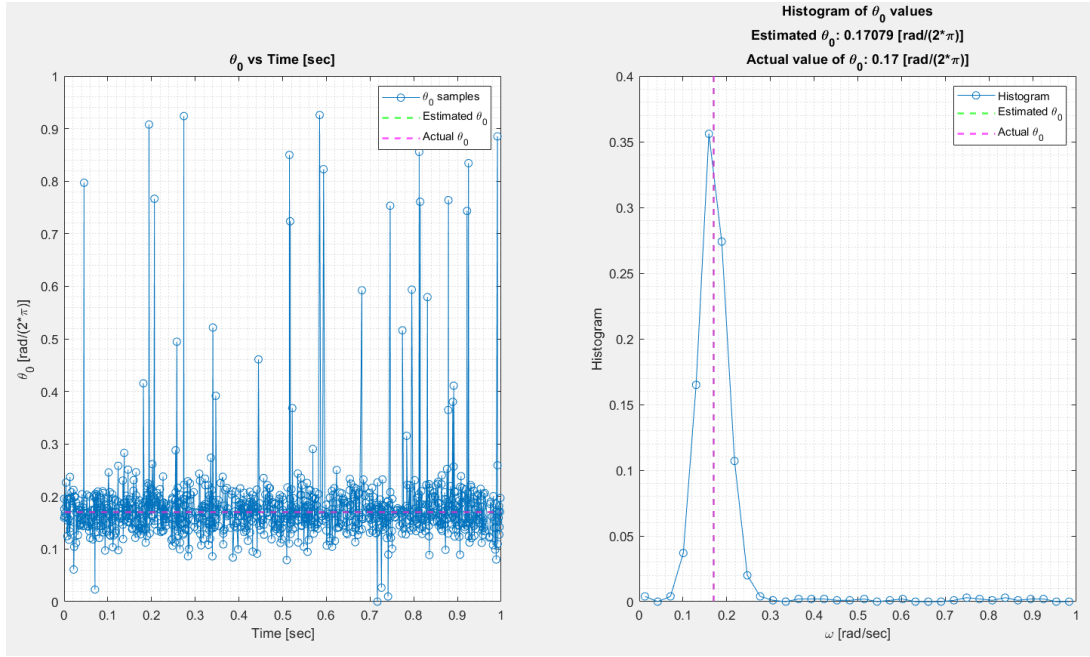 θ₀ vs Time [sec]
1
0.9
0.8
0.7
0.6
0.5
0.4
0.3
0.2
0.1
0
θ₀ [rad/(2*π)]
0 0.1 0.2 0.3 0.4 0.5 0.6 0.7 0.8 0.9 1
Time [sec]
θ₀ samples
Estimated θ₀
Actual θ₀
Histogram of θ₀ values
Estimated θ₀: 0.17079 [rad/(2*π)]
Actual value of θ₀: 0.17 [rad/(2*π)]
0.4
0.35
0.3
0.25
0.2
0.15
0.1
0.05
0
Histogram
0 0.1 0.2 0.3 0.4 0.5 0.6 0.7 0.8 0.9 1
ω [rad/sec]
Histogram
Estimated θ₀
Actual θ₀